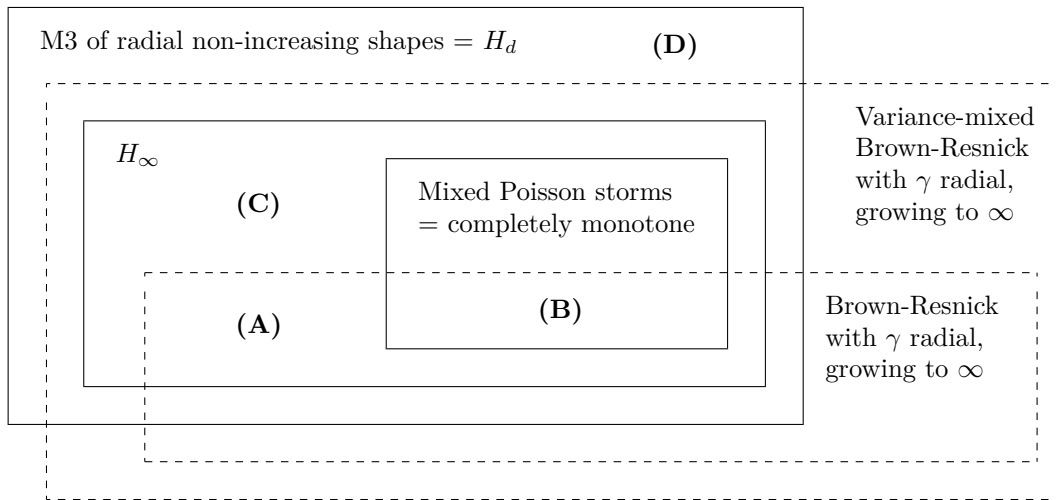 M3 of radial non-increasing shapes = H_d
(D)
Variance-mixed
Brown-Resnick
with γ radial,
growing to ∞
H_∞
(C)
Mixed Poisson storms
= completely monotone
(A)
(B)
Brown-Resnick
with γ radial,
growing to ∞